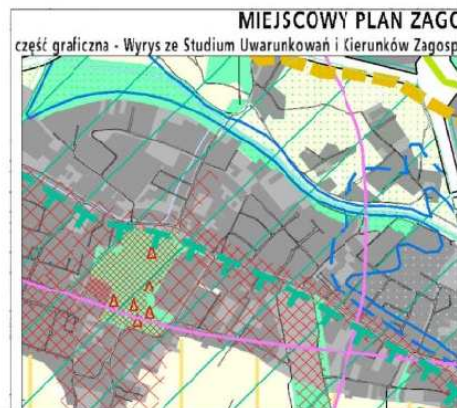 MIEJSCOWY PLAN ZAGO
część graficzna - Wyrys ze Studium Uwarunkowań i Kierunków Zagosp